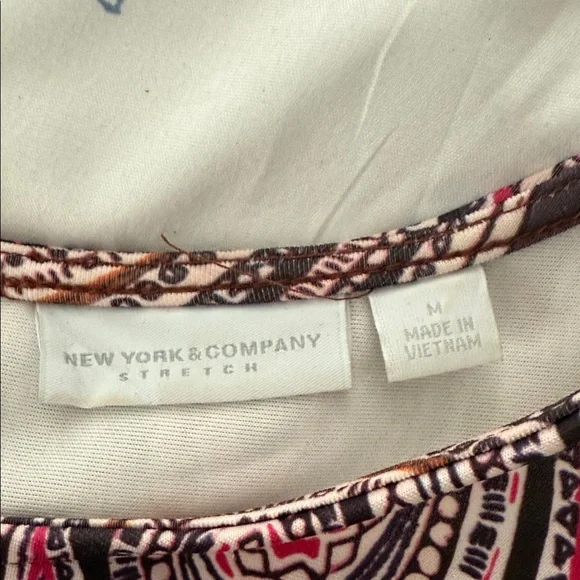 NEW YORK & COMPANY
STRETCH
M
MADE IN
VIETNAM